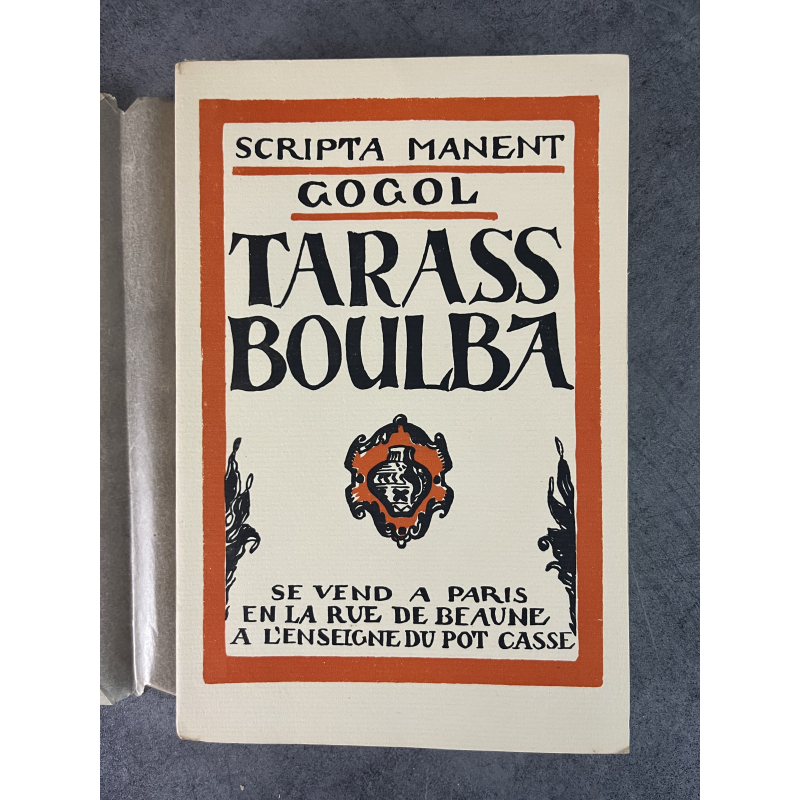 SCRIPTA MANENT
GOGOL
TARASS
BOULBA
SE VEND A PARIS
EN LA RUE DE BEAUNE
A L'ENSEIGNE DU POT CASSE